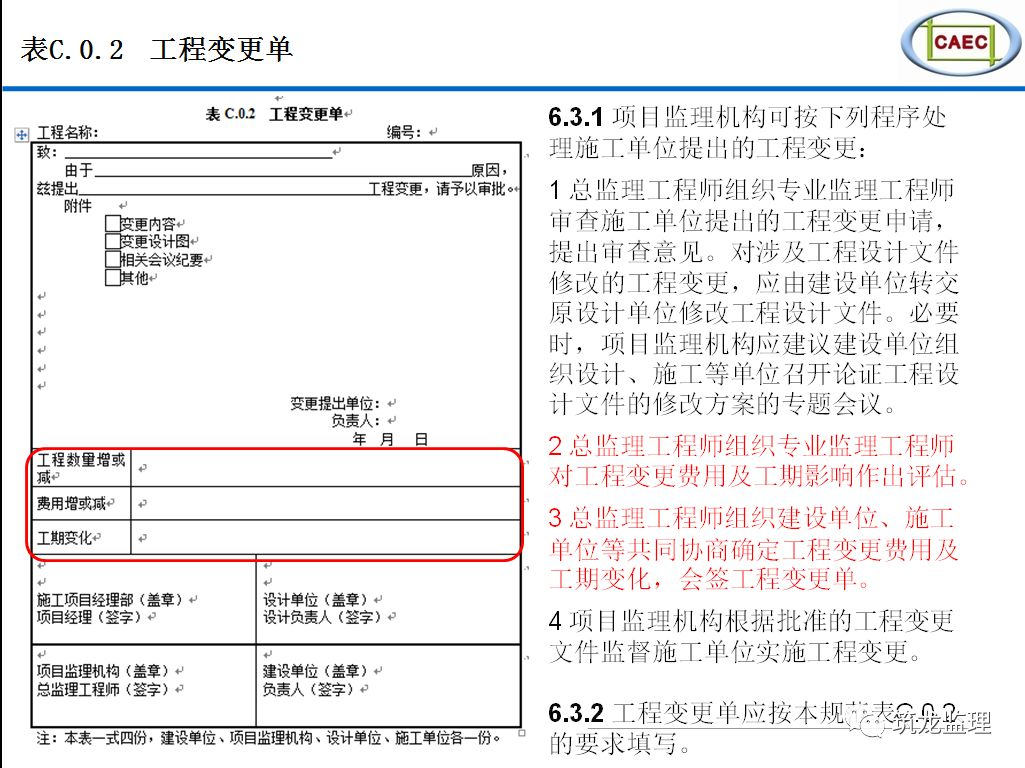 表C.0.2 工程变更单
CAEC
表 C.0.2 工程变更单
工程名称: 编号:
致:
由于 原因,
兹提出 工程变更,请予以审批。
附件
变更内容
变更设计图
相关会议纪要
其他
变更提出单位:
负责人:
年 月 日
工程数量增或
减
费用增或减
工期变化
施工项目经理部(盖章)
项目经理(签字)
设计单位(盖章)
设计负责人(签字)
项目监理机构(盖章)
总监理工程师(签字)
建设单位(盖章)
负责人(签字)
注:本表一式四份,建设单位、项目监理机构、设计单位、施工单位各一份。
6.3.1 项目监理机构可按下列程序处
理施工单位提出的工程变更:
1 总监理工程师组织专业监理工程师
审查施工单位提出的工程变更申请,
提出审查意见。对涉及工程设计文件
修改的工程变更,应由建设单位转交
原设计单位修改工程设计文件。必要
时,项目监理机构应建议建设单位组
织设计、施工等单位召开论证工程设
计文件的修改方案的专题会议。
2 总监理工程师组织专业监理工程师
对工程变更费用及工期影响作出评估。
3 总监理工程师组织建设单位、施工
单位等共同协商确定工程变更费用及
工期变化,会签工程变更单。
4 项目监理机构根据批准的工程变更
文件监督施工单位实施工程变更。
6.3.2 工程变更单应按本规范表C.0.2
的要求填写。
筑龙监理